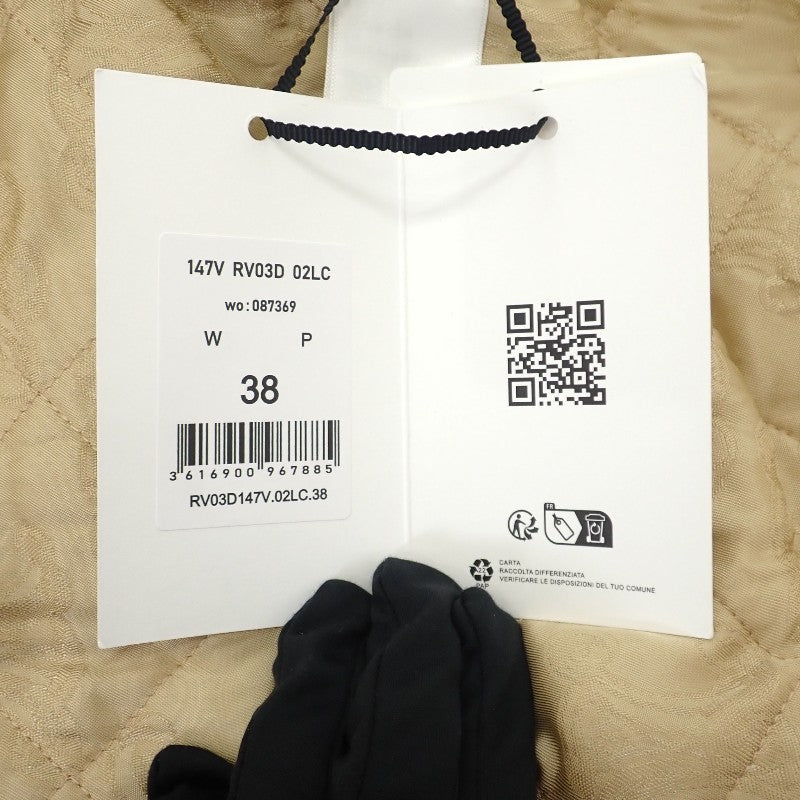 147V RV03D 02LC
wo:087369
W P
38
3 616900 967885
RV03D147V.02LC.38
FR
22
PAP
CARTA
RACCOLTA DIFFERENZIATA
VERIFICARE LE DISPOSIZIONI DEL TUO COMUNE